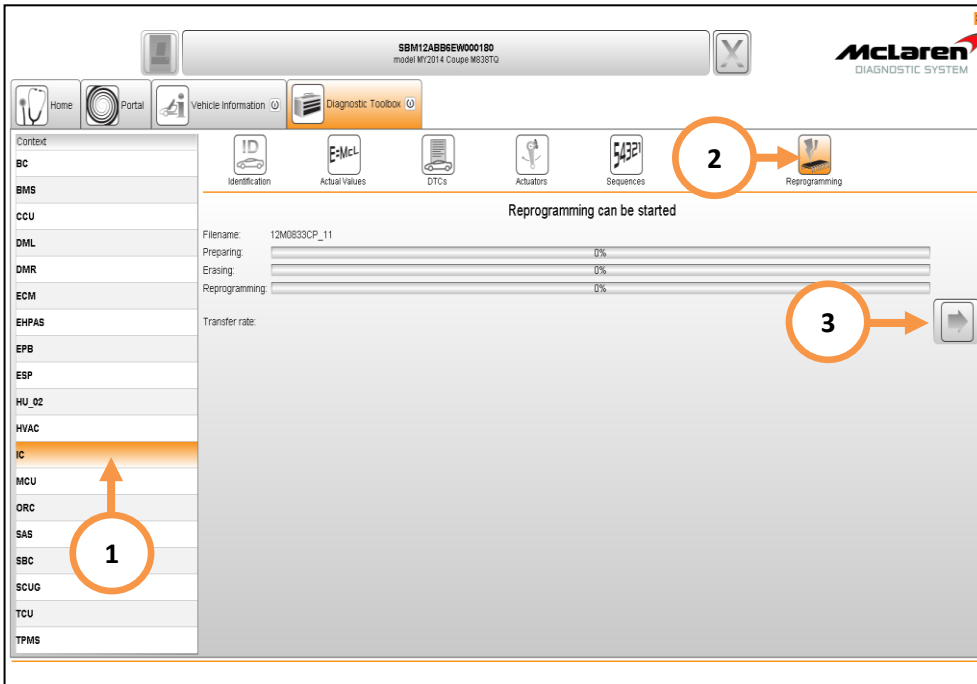 SBM12ABB6EW000180
model MY2014 Coupe M838TQ
McLaren
DIAGNOSTIC SYSTEM
Home
Portal
Vehicle Information
Diagnostic Toolbox
Context
BC
BMS
CCU
DML
DMR
ECM
EHPAS
EPB
ESP
HU_02
HVAC
IC
MCU
ORC
SAS
SBC
SCUG
TCU
TPMS
1
ID
Identification
E=McL
Actual Values
DTCs
Actuators
54321
Sequences
2
Reprogramming
Reprogramming can be started
Filename: 12M0833CP_11
Preparing: 0%
Erasing: 0%
Reprogramming: 0%
Transfer rate:
3